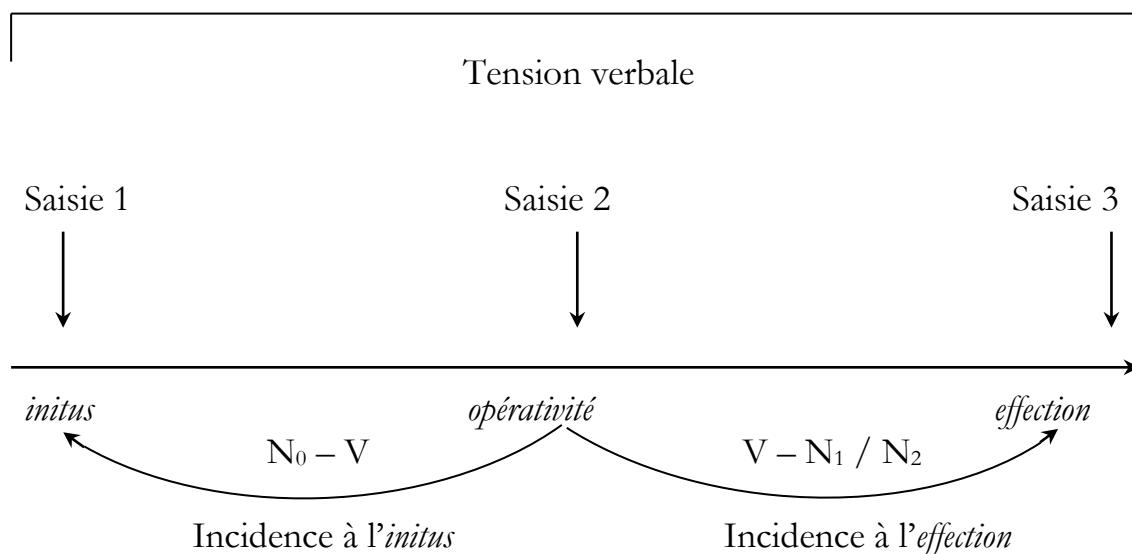 Tension verbale
Saisie 1 Saisie 2 Saisie 3
initus opérativité effection
N₀ – V V – N₁ / N₂
Incidence à l’initus Incidence à l’effection